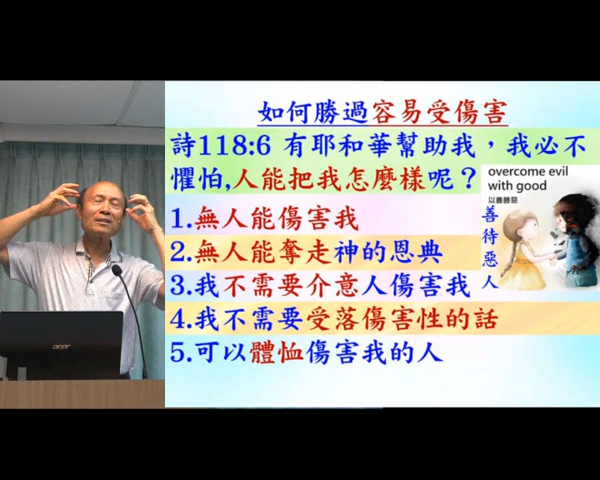 如何勝過容易受傷害
詩118:6 有耶和華幫助我，我必不
懼怕,人能把我怎麼樣呢？
overcome evil
with good
以善勝惡
善待惡人
1.無人能傷害我
2.無人能奪走神的恩典
3.我不需要介意人傷害我
4.我不需要受落傷害性的話
5.可以體恤傷害我的人
acer